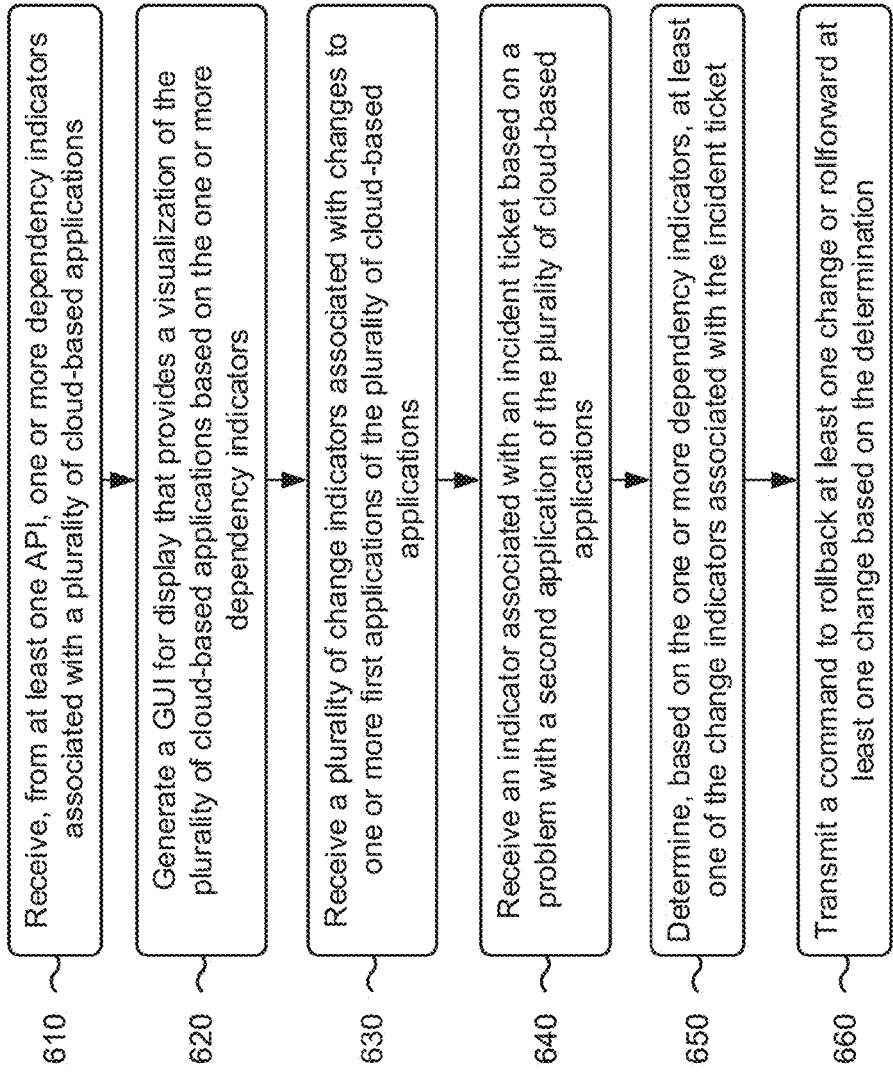 610
Receive, from at least one API, one or more dependency indicators
associated with a plurality of cloud-based applications
620
Generate a GUI for display that provides a visualization of the
plurality of cloud-based applications based on the one or more
dependency indicators
630
Receive a plurality of change indicators associated with changes to
one or more first applications of the plurality of cloud-based
applications
640
Receive an indicator associated with an incident ticket based on a
problem with a second application of the plurality of cloud-based
applications
650
Determine, based on the one or more dependency indicators, at least
one of the change indicators associated with the incident ticket
660
Transmit a command to rollback at least one change or rollforward at
least one change based on the determination